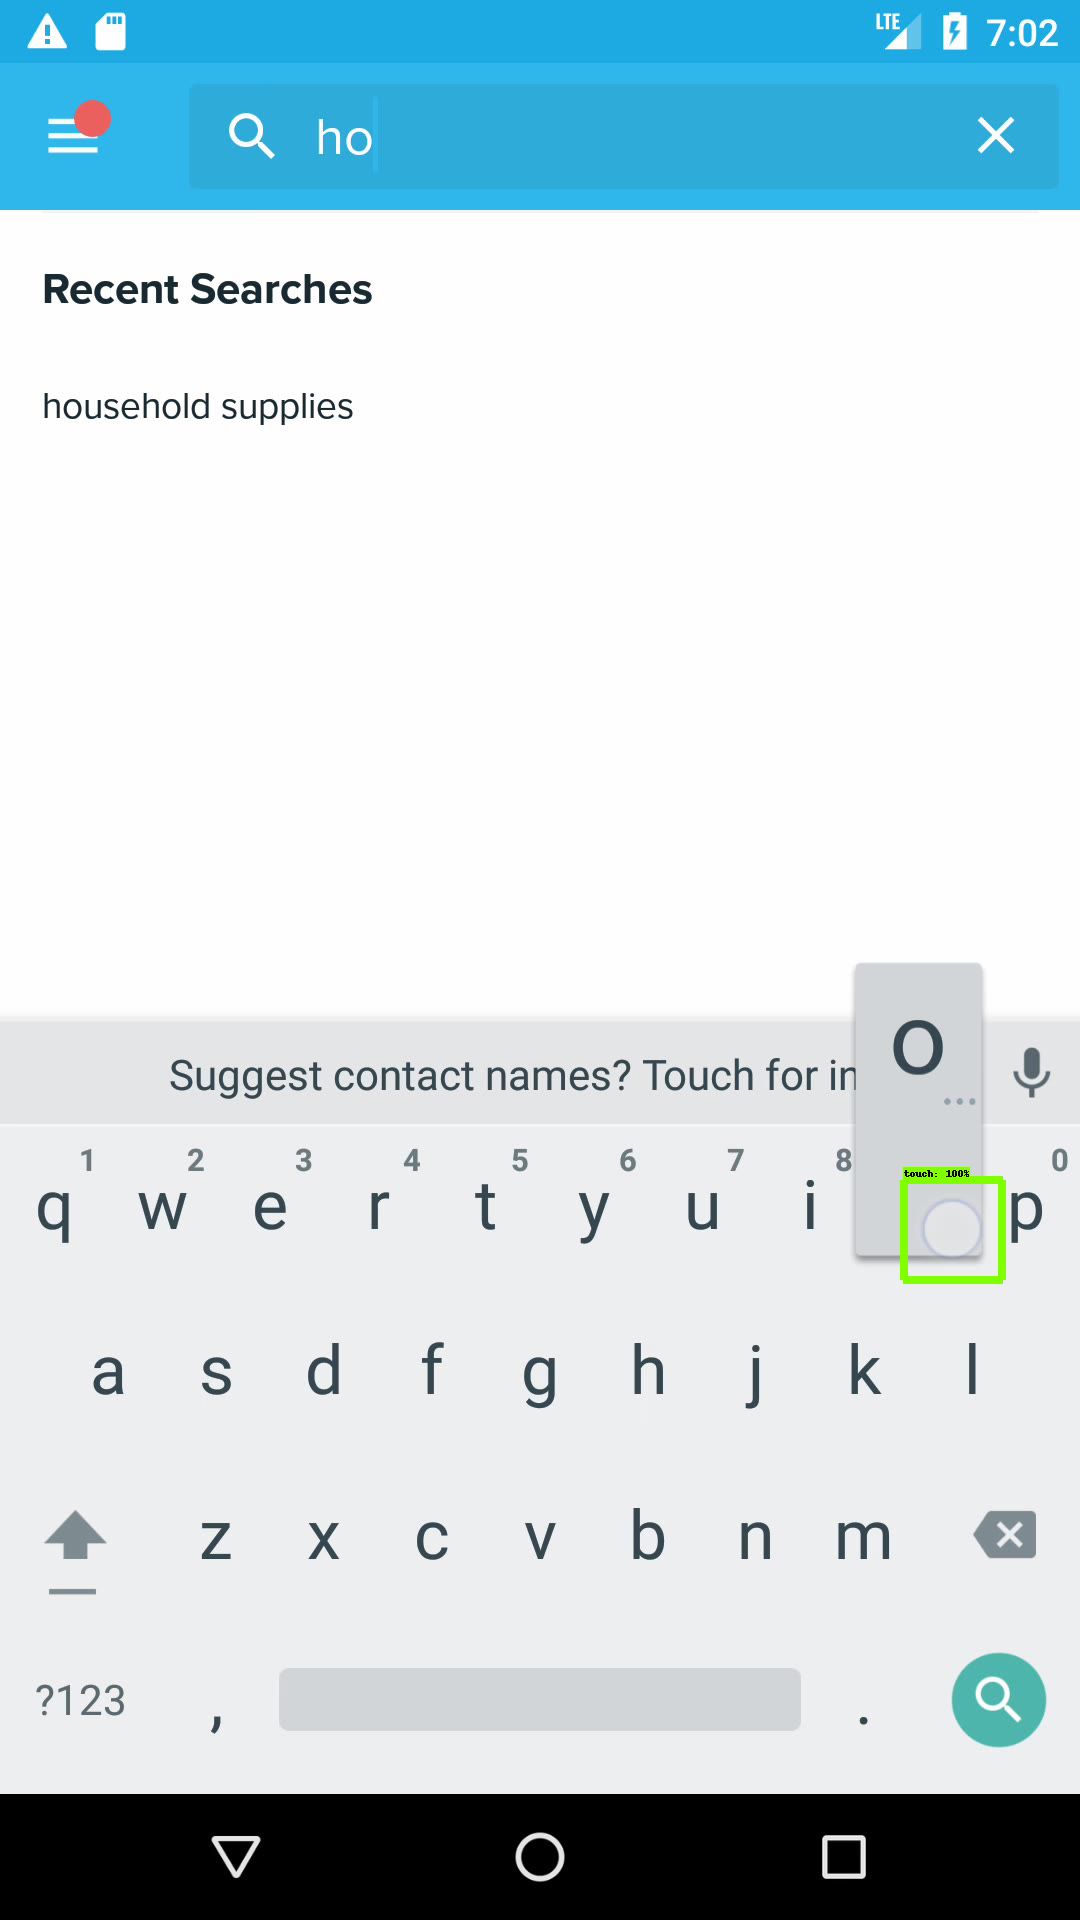 LTE 7:02
ho
Recent Searches
household supplies
Suggest contact names? Touch for in
o
...
1 2 3 4 5 6 7 8 0
touch: 100%
q w e r t y u i p
a s d f g h j k l
z x c v b n m
?123 , .